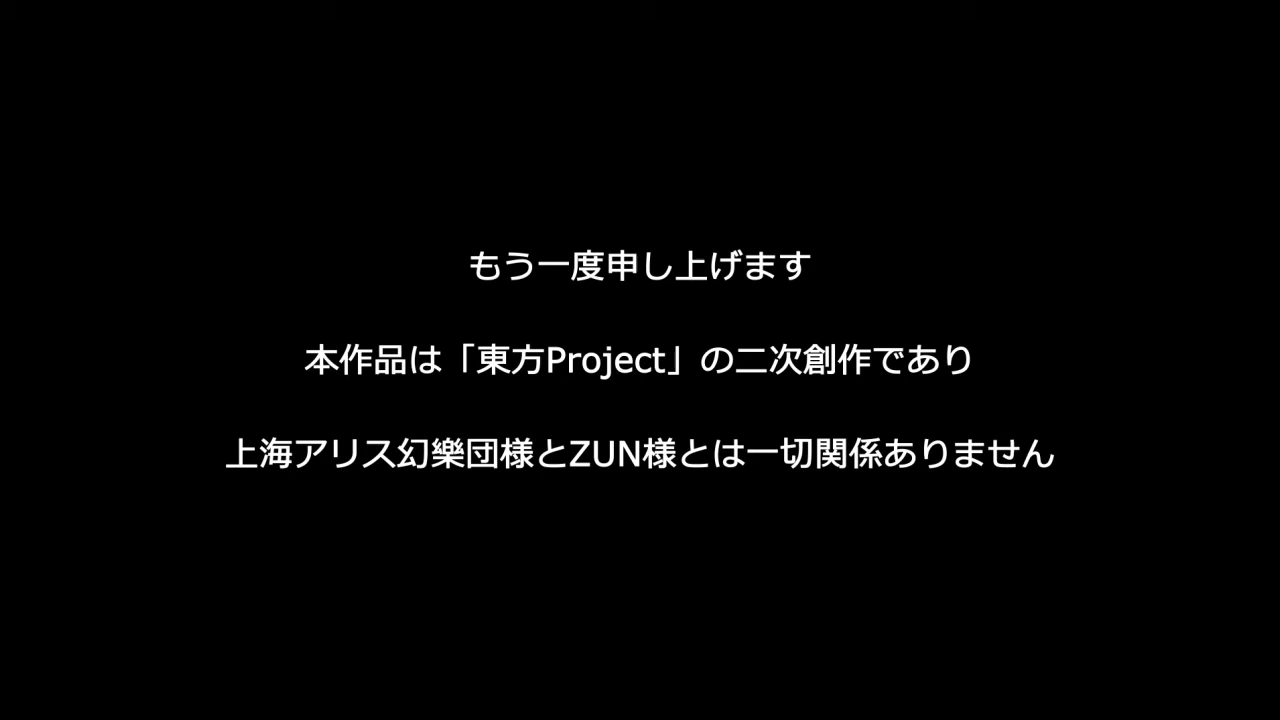 もう一度申し上げます
本作品は「東方Project」の二次創作であり
上海アリス幻樂団様とZUN様とは一切関係ありません